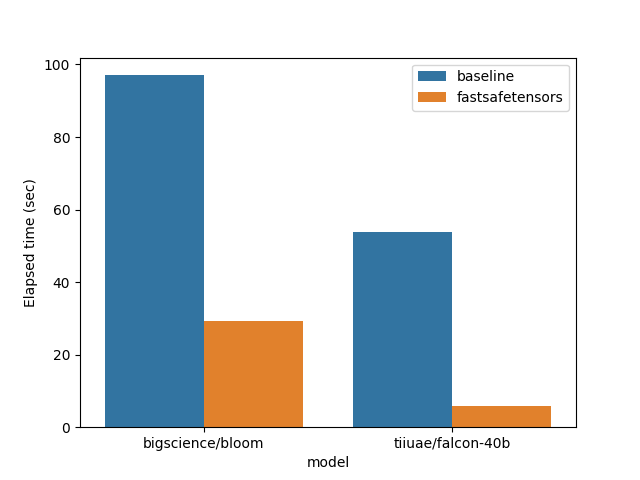 baseline
fastsafetensors
100
80
60
40
20
0
Elapsed time (sec)
bigscience/bloom
tiiuae/falcon-40b
model